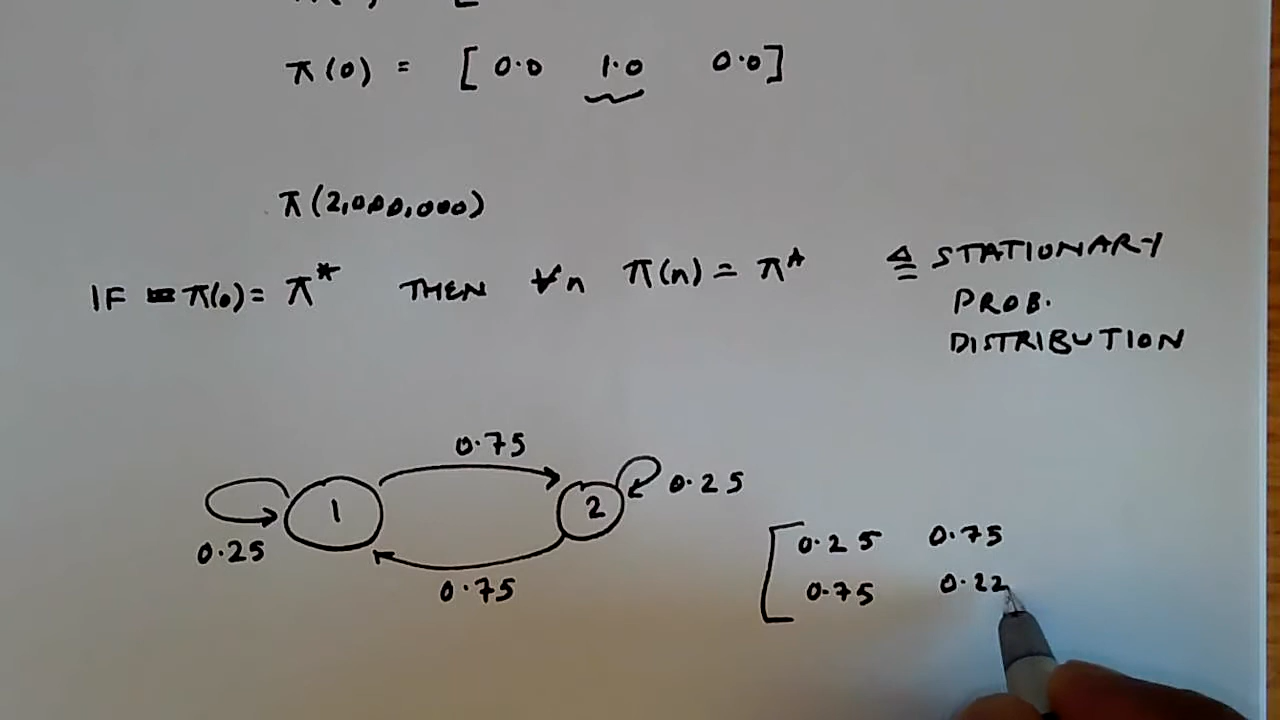 π(0) = [0.0 1.0 0.0]
π(2,000,000)
IF π(0) = π* THEN ∀n π(n) = π* ≜ STATIONARY
PROB.
DISTRIBUTION
0.75
1
2
0.25
0.25
0.75
[0.25 0.75
0.75 0.22